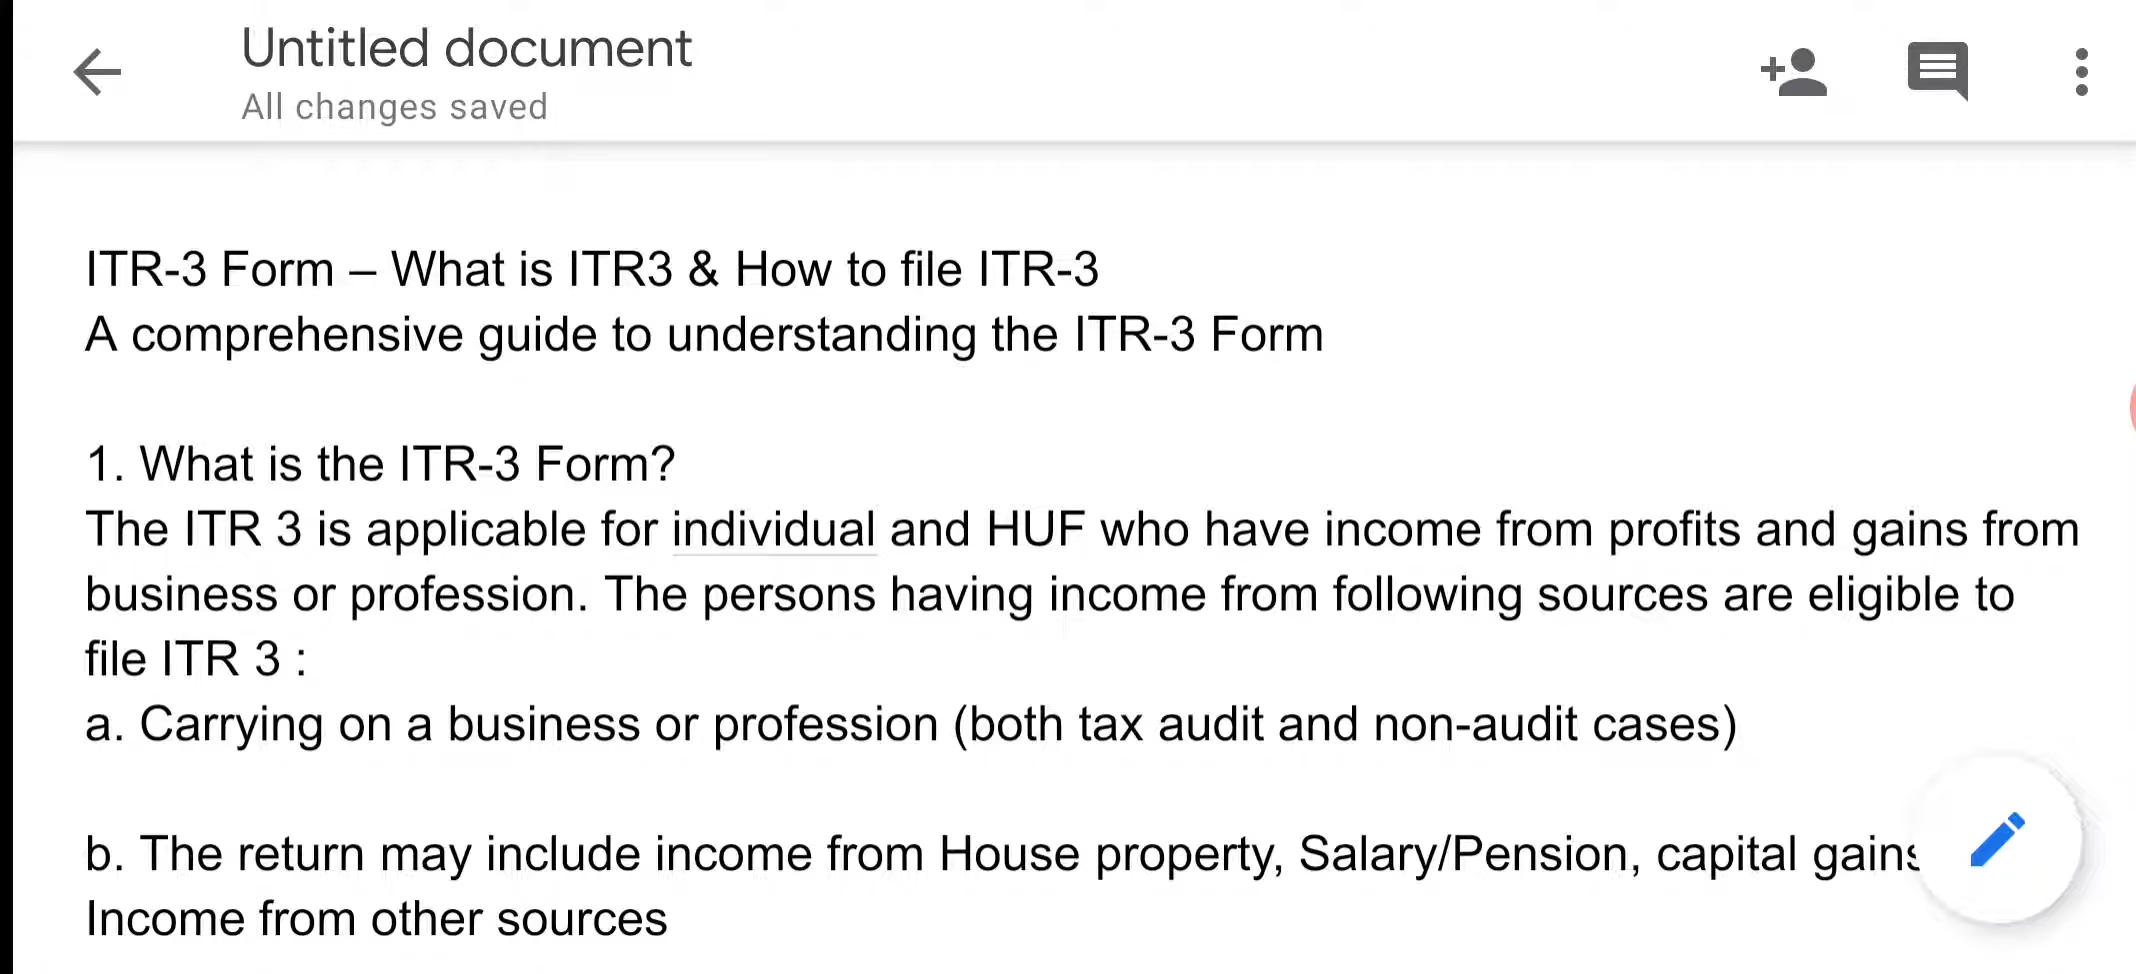 Untitled document
All changes saved
ITR-3 Form – What is ITR3 & How to file ITR-3
A comprehensive guide to understanding the ITR-3 Form
1. What is the ITR-3 Form?
The ITR 3 is applicable for individual and HUF who have income from profits and gains from
business or profession. The persons having income from following sources are eligible to
file ITR 3 :
a. Carrying on a business or profession (both tax audit and non-audit cases)
b. The return may include income from House property, Salary/Pension, capital gains
Income from other sources